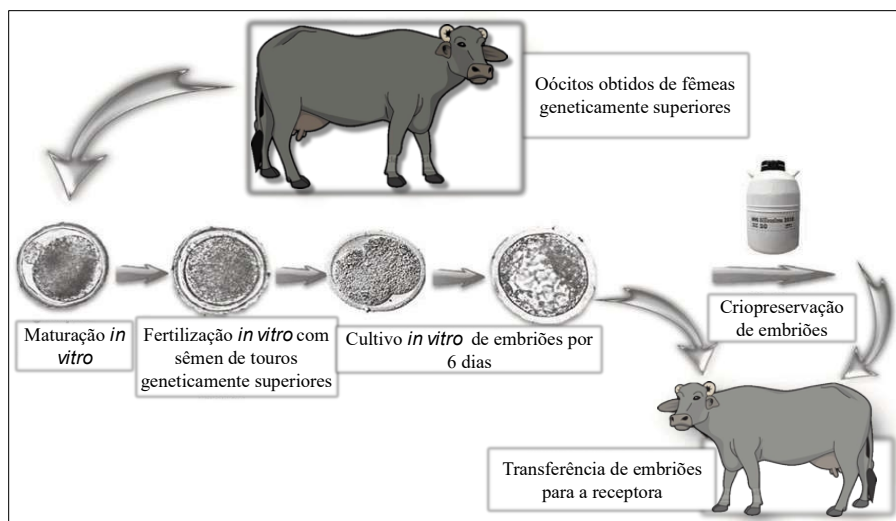 Oócitos obtidos de fêmeas
geneticamente superiores
Maturação in
vitro
Fertilização in vitro com
sêmen de touros
geneticamente superiores
Cultivo in vitro de embriões por
6 dias
Criopreservação
de embriões
Transferência de embriões
para a receptora